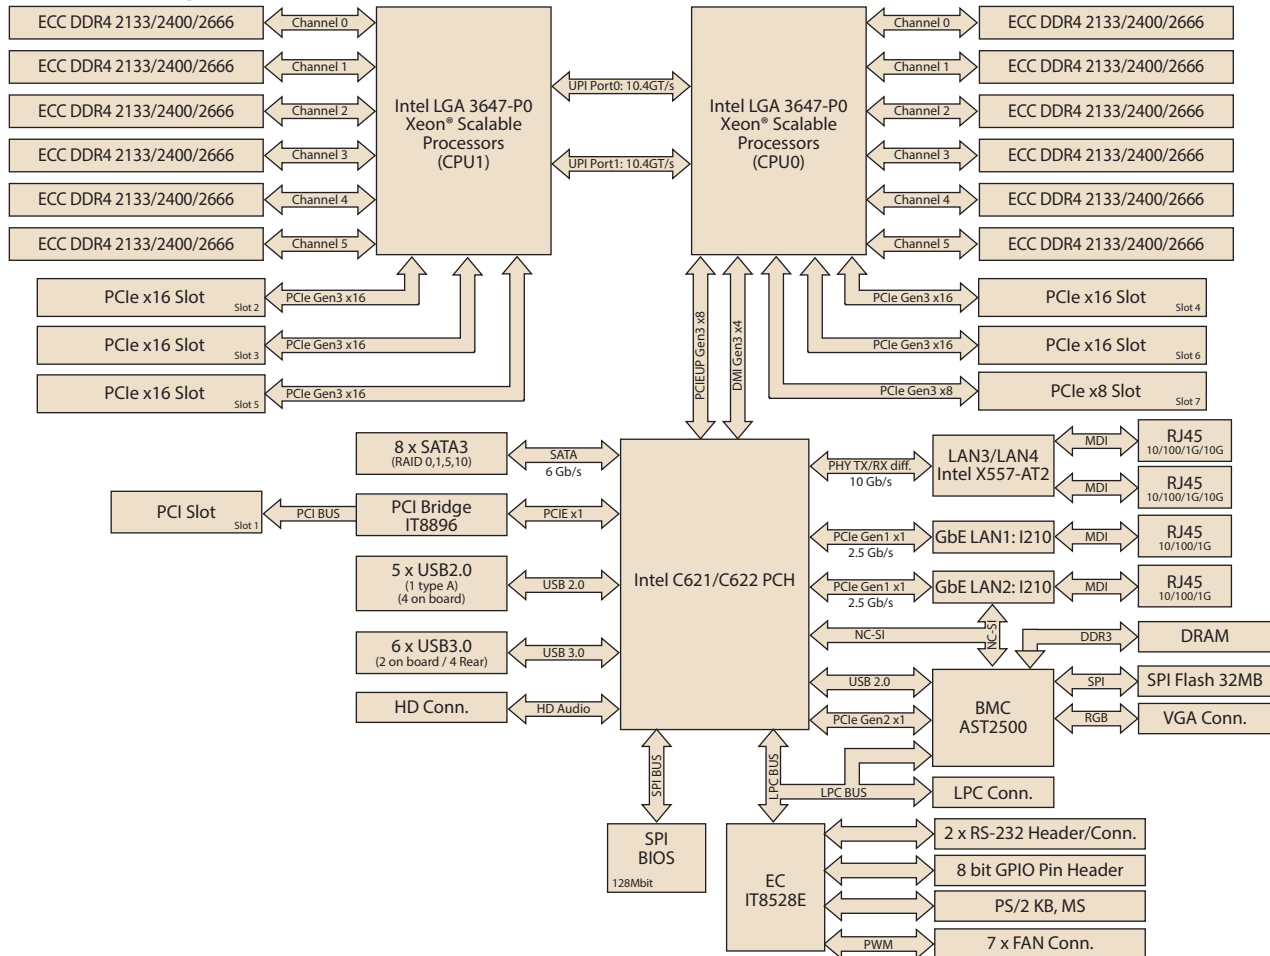 ECC DDR4 2133/2400/2666
Channel 0
ECC DDR4 2133/2400/2666
Channel 1
ECC DDR4 2133/2400/2666
Channel 2
ECC DDR4 2133/2400/2666
Channel 3
ECC DDR4 2133/2400/2666
Channel 4
ECC DDR4 2133/2400/2666
Channel 5
Intel LGA 3647-P0
Xeon® Scalable
Processors
(CPU1)
UPI Port0: 10.4GT/s
UPI Port1: 10.4GT/s
Intel LGA 3647-P0
Xeon® Scalable
Processors
(CPU0)
Channel 0
ECC DDR4 2133/2400/2666
Channel 1
ECC DDR4 2133/2400/2666
Channel 2
ECC DDR4 2133/2400/2666
Channel 3
ECC DDR4 2133/2400/2666
Channel 4
ECC DDR4 2133/2400/2666
Channel 5
ECC DDR4 2133/2400/2666
PCIe x16 Slot
Slot 2
PCIe Gen3 x16
PCIe x16 Slot
Slot 3
PCIe Gen3 x16
PCIe x16 Slot
Slot 5
PCIe Gen3 x16
PCIEUP Gen3 x8
DMI Gen3 x4
PCIe Gen3 x16
PCIe x16 Slot
Slot 4
PCIe Gen3 x16
PCIe x16 Slot
Slot 6
PCIe Gen3 x8
PCIe x8 Slot
Slot 7
8 x SATA3
(RAID 0,1,5,10)
SATA
6 Gb/s
PCI Slot
Slot 1
PCI BUS
PCI Bridge
IT8896
PCIE x1
5 x USB2.0
(1 type A)
(4 on board)
USB 2.0
6 x USB3.0
(2 on board / 4 Rear)
USB 3.0
HD Conn.
HD Audio
Intel C621/C622 PCH
PHY TX/RX diff.
10 Gb/s
LAN3/LAN4
Intel X557-AT2
MDI
RJ45
10/100/1G/10G
MDI
RJ45
10/100/1G/10G
PCIe Gen1 x1
2.5 Gb/s
GbE LAN1: I210
MDI
RJ45
10/100/1G
PCIe Gen1 x1
2.5 Gb/s
GbE LAN2: I210
MDI
RJ45
10/100/1G
NC-SI
NC-SI
DDR3
DRAM
USB 2.0
PCIe Gen2 x1
BMC
AST2500
SPI
SPI Flash 32MB
RGB
VGA Conn.
SPI BUS
LPC BUS
LPC BUS
LPC Conn.
SPI
BIOS
128Mbit
EC
IT8528E
2 x RS-232 Header/Conn.
8 bit GPIO Pin Header
PS/2 KB, MS
PWM
7 x FAN Conn.